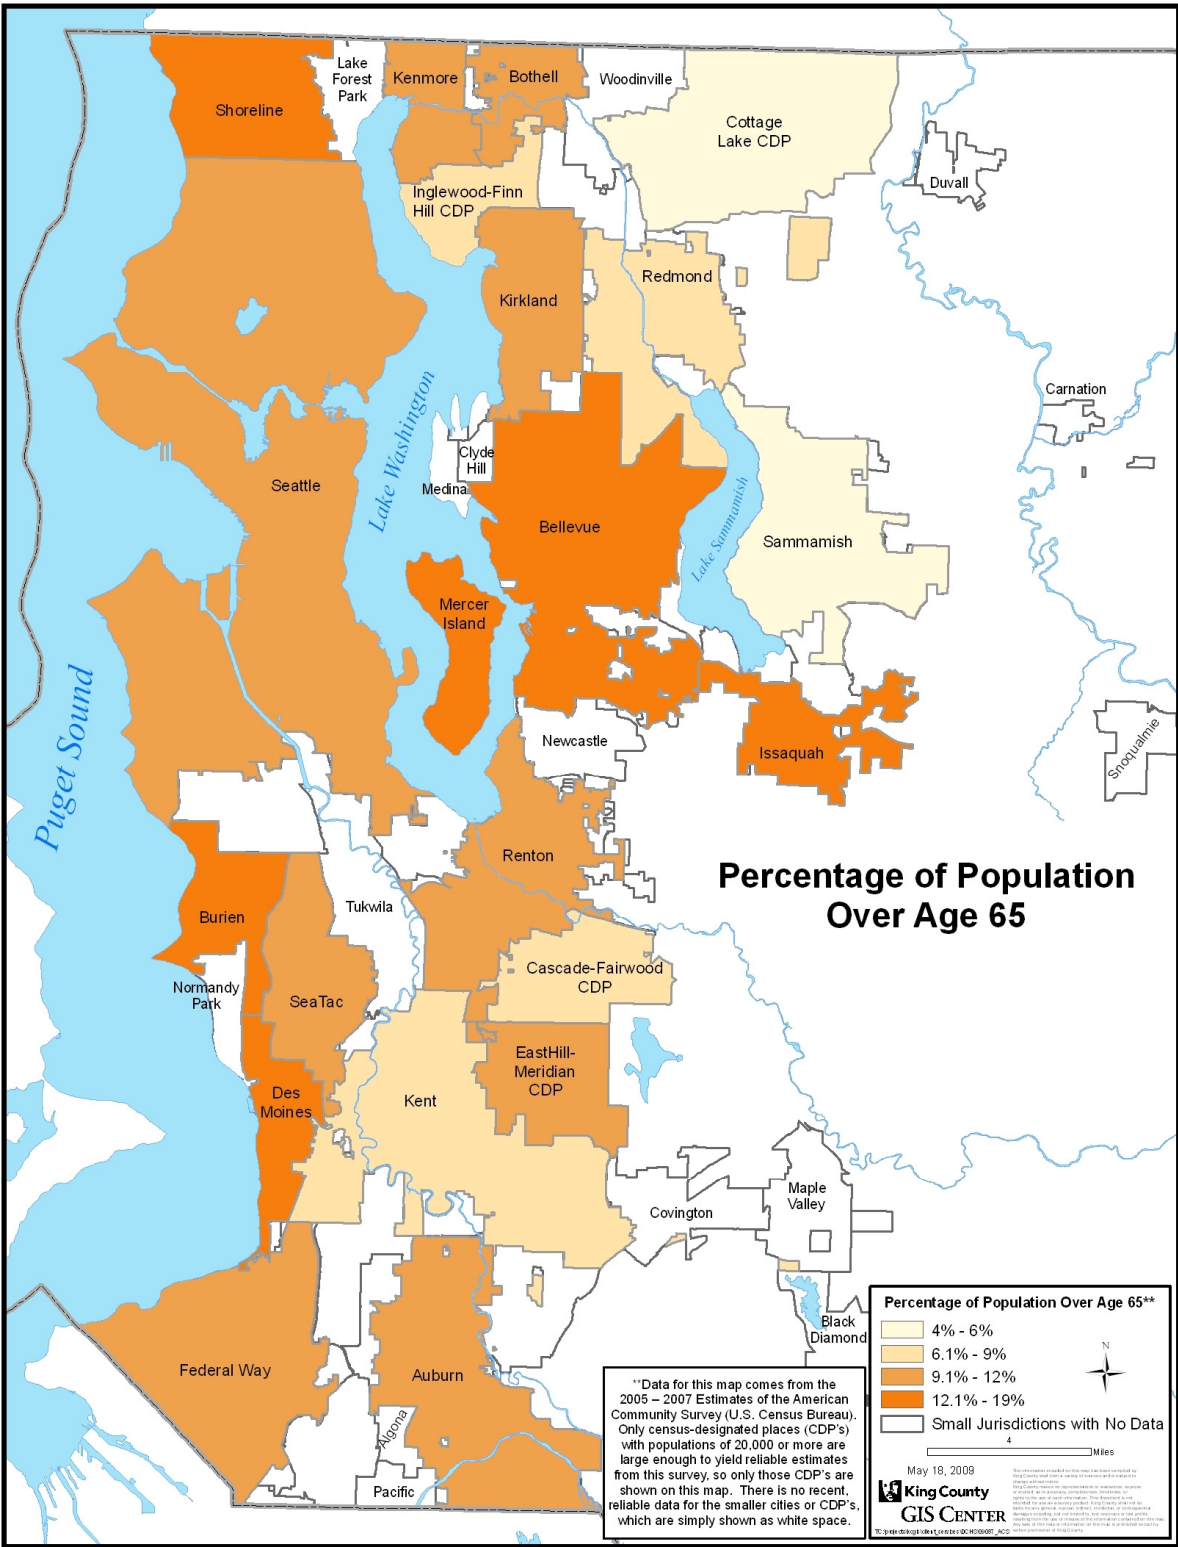 Lake
Forest
Park
Kenmore
Bothell
Woodinville
Shoreline
Cottage
Lake CDP
Duvall
Inglewood-Finn
Hill CDP
Redmond
Kirkland
Carnation
Lake Washington
Clyde
Hill
Medina
Seattle
Bellevue
Lake Sammamish
Sammamish
Mercer
Island
Puget Sound
Newcastle
Issaquah
Snoqualmie
Renton
Percentage of Population
Over Age 65
Tukwila
Burien
Cascade-Fairwood
CDP
Normandy
Park
SeaTac
EastHill-
Meridian
CDP
Des
Moines
Kent
Maple
Valley
Covington
Black
Diamond
Federal Way
Auburn
Algona
Pacific
**Data for this map comes from the
2005 – 2007 Estimates of the American
Community Survey (U.S. Census Bureau).
Only census-designated places (CDP's)
with populations of 20,000 or more are
large enough to yield reliable estimates
from this survey, so only those CDP's are
shown on this map. There is no recent,
reliable data for the smaller cities or CDP's,
which are simply shown as white space.
Percentage of Population Over Age 65**
4% - 6%
6.1% - 9%
9.1% - 12%
12.1% - 19%
Small Jurisdictions with No Data
N
4
Miles
May 18, 2009
King County
GIS CENTER